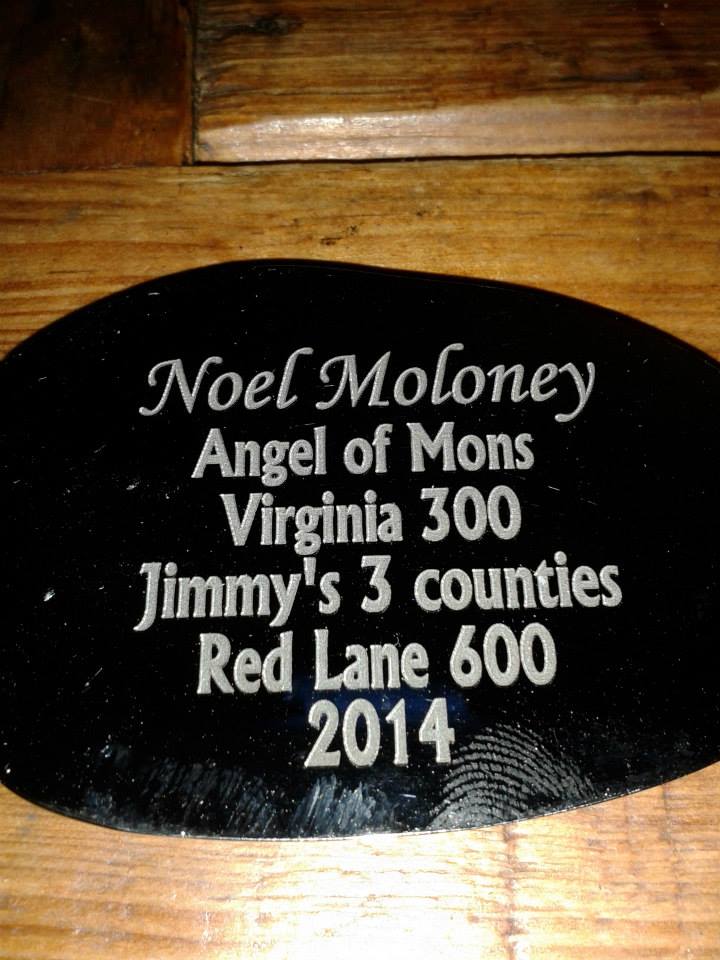 Noel Moloney
Angel of Mons
Virginia 300
Jimmy's 3 counties
Red Lane 600
2014